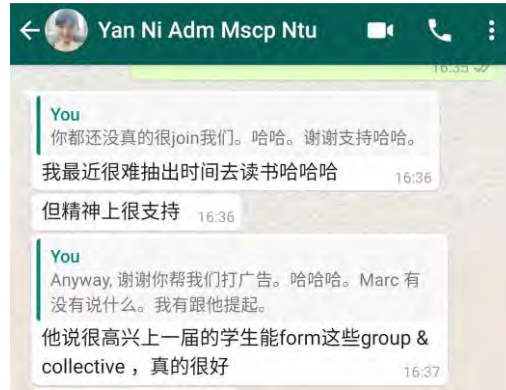 Yan Ni Adm Mscp Ntu
16:35
You
你都还没真的很join我们。哈哈。谢谢支持哈哈。
我最近很难抽出时间去读书哈哈哈
16:36
但精神上很支持 16:36
You
Anyway, 谢谢你帮我们打广告。哈哈哈。Marc 有
没有说什么。我有跟他提起。
他说很高兴上一届的学生能form这些group &
collective ，真的很好
16:37